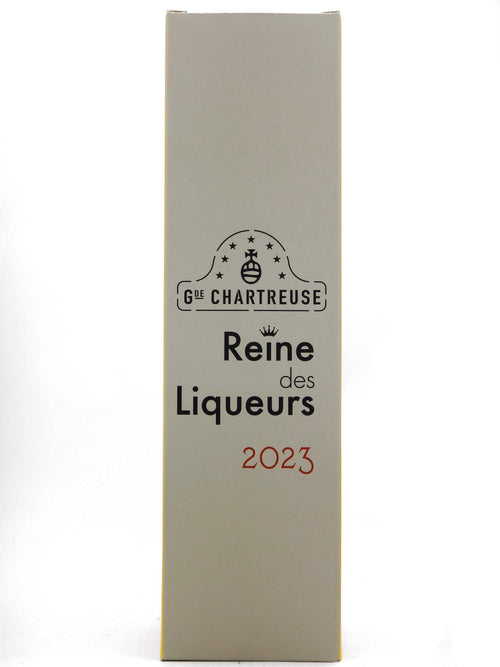 Gᴰᴱ CHARTREUSE
Reine
des
Liqueurs
2023